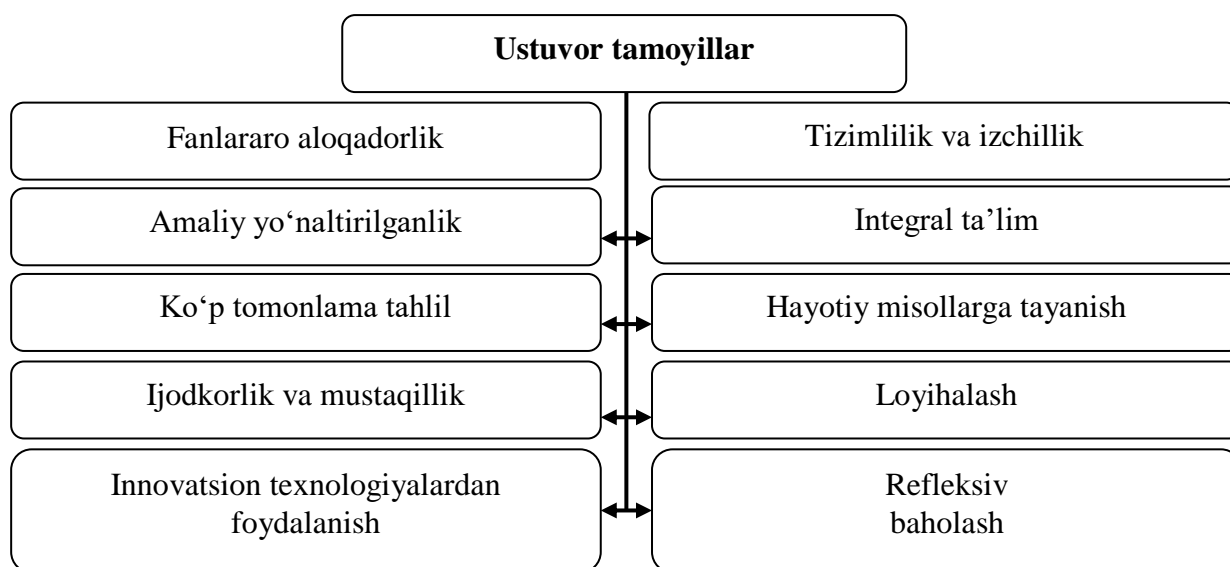 Ustuvor tamoyillar
Fanlararo aloqadorlik
Tizimlilik va izchillik
Amaliy yo‘naltirilganlik
Integral ta’lim
Ko‘p tomonlama tahlil
Hayotiy misollarga tayanish
Ijodkorlik va mustaqillik
Loyihalash
Innovatsion texnologiyalardan
foydalanish
Refleksiv
baholash